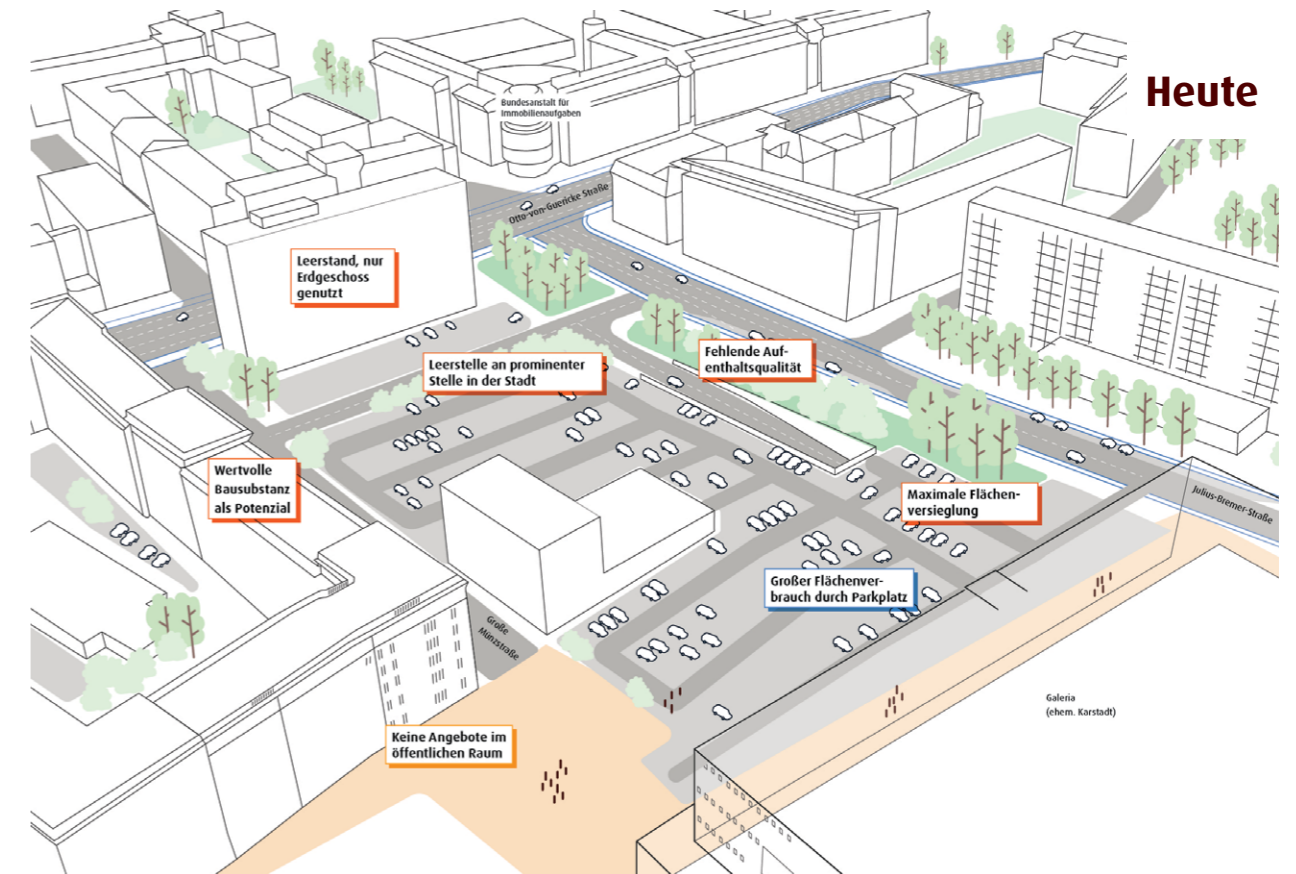 Heute
Bundesanstalt für
Immobilienaufgaben
Otto-von-Guericke Straße
Leerstand, nur
Erdgeschoss
genutzt
Leerstelle an prominenter
Stelle in der Stadt
Fehlende Auf-
enthaltsqualität
Wertvolle
Bausubstanz
als Potenzial
Maximale Flächen-
versieglung
Julius-Bremer-Straße
Großer Flächenver-
brauch durch Parkplatz
Große
Münzstraße
Galeria
(ehem. Karstadt)
Keine Angebote im
öffentlichen Raum